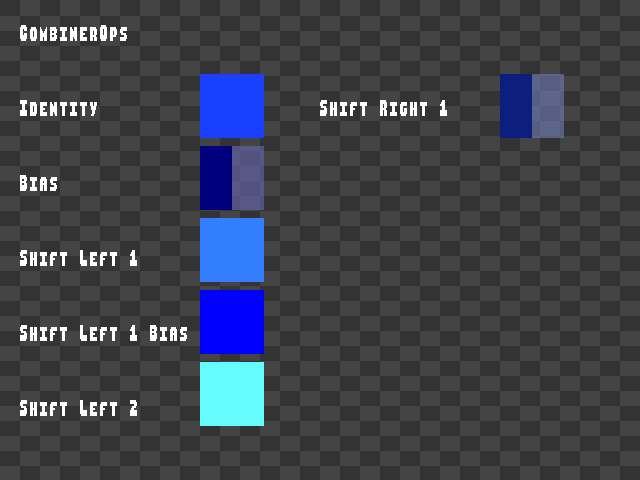 CombinerOps
Identity
Shift Right 1
Bias
Shift Left 1
Shift Left 1 Bias
Shift Left 2